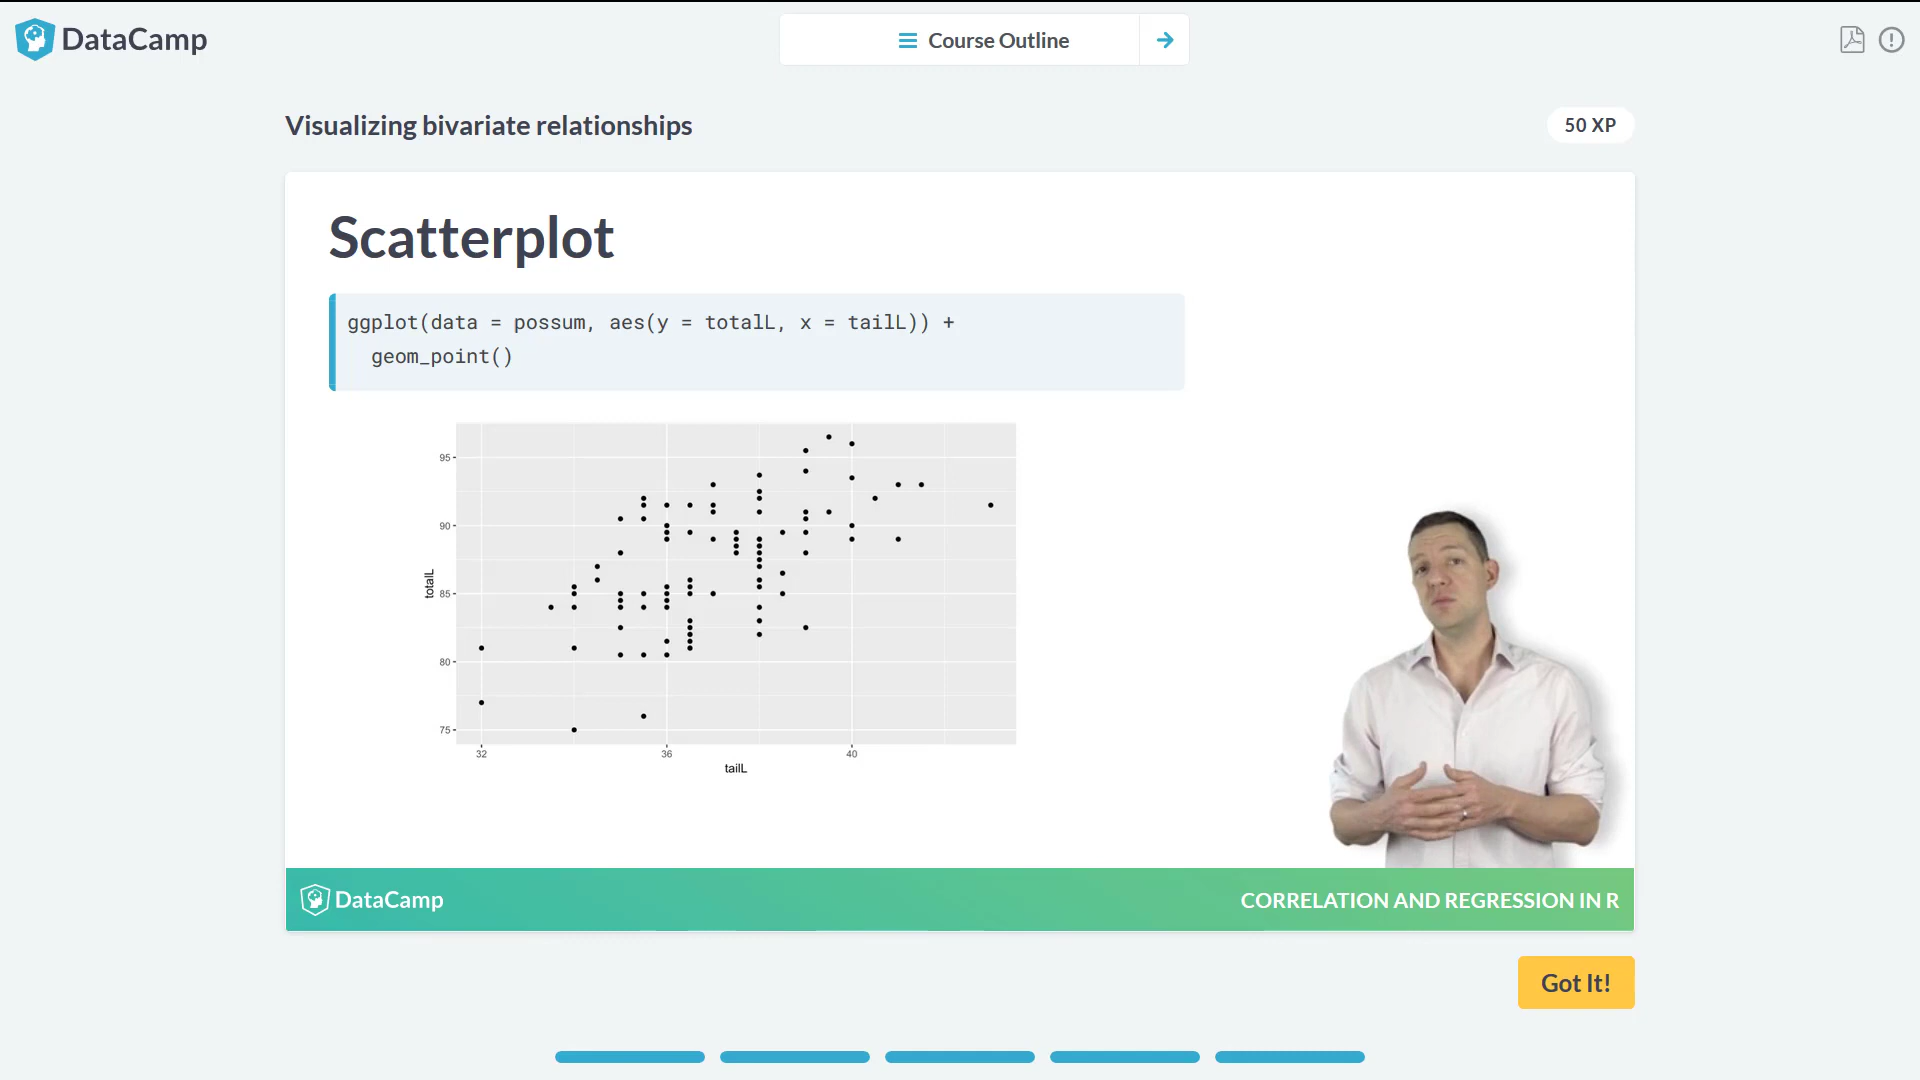 DataCamp
Course Outline
Visualizing bivariate relationships
50 XP
Scatterplot
ggplot(data = possum, aes(y = totalL, x = tailL)) +
geom_point()
95
90
85
80
75
totalL
32 36 40
tailL
DataCamp
CORRELATION AND REGRESSION IN R
Got It!